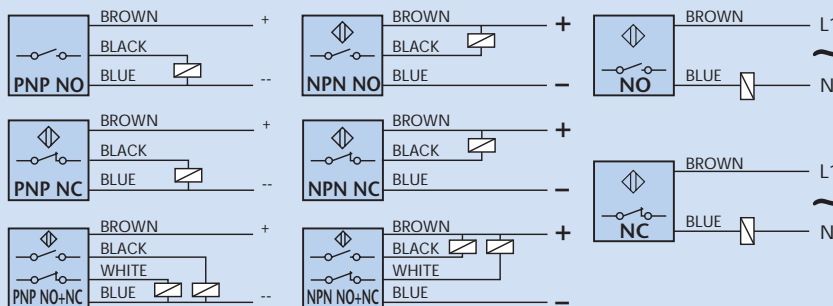 BROWN +
BLACK
BLUE --
PNP NO
BROWN +
BLACK
BLUE –
NPN NO
BROWN L1
~
BLUE N
NO
BROWN +
BLACK
BLUE --
PNP NC
BROWN +
BLACK
BLUE –
NPN NC
BROWN L1
~
BLUE N
NC
BROWN +
BLACK
WHITE
BLUE --
PNP NO+NC
BROWN +
BLACK
WHITE
BLUE –
NPN NO+NC